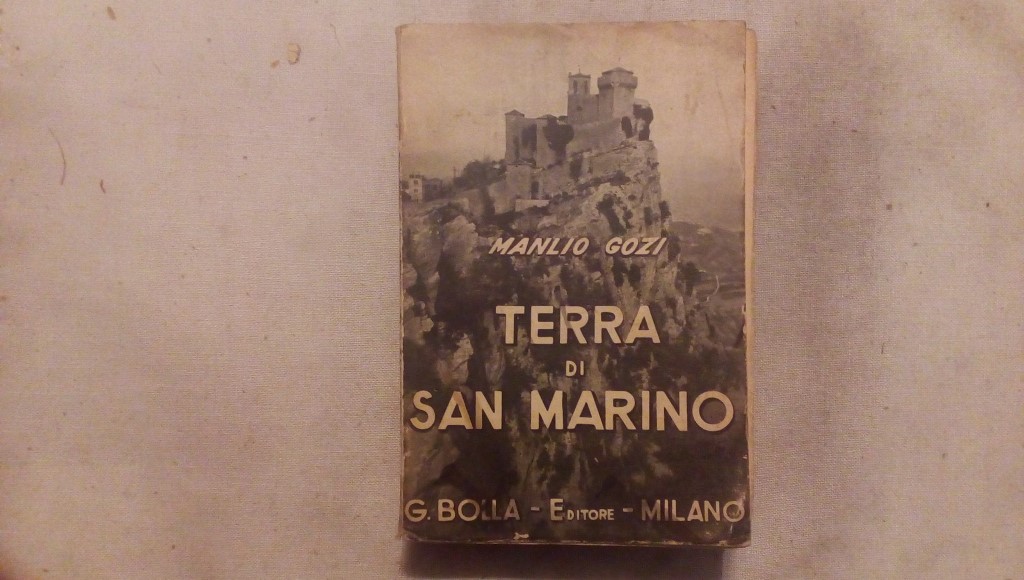 MANLIO GOZI
TERRA
DI
SAN MARINO
G. BOLLA - EDITORE - MILANO